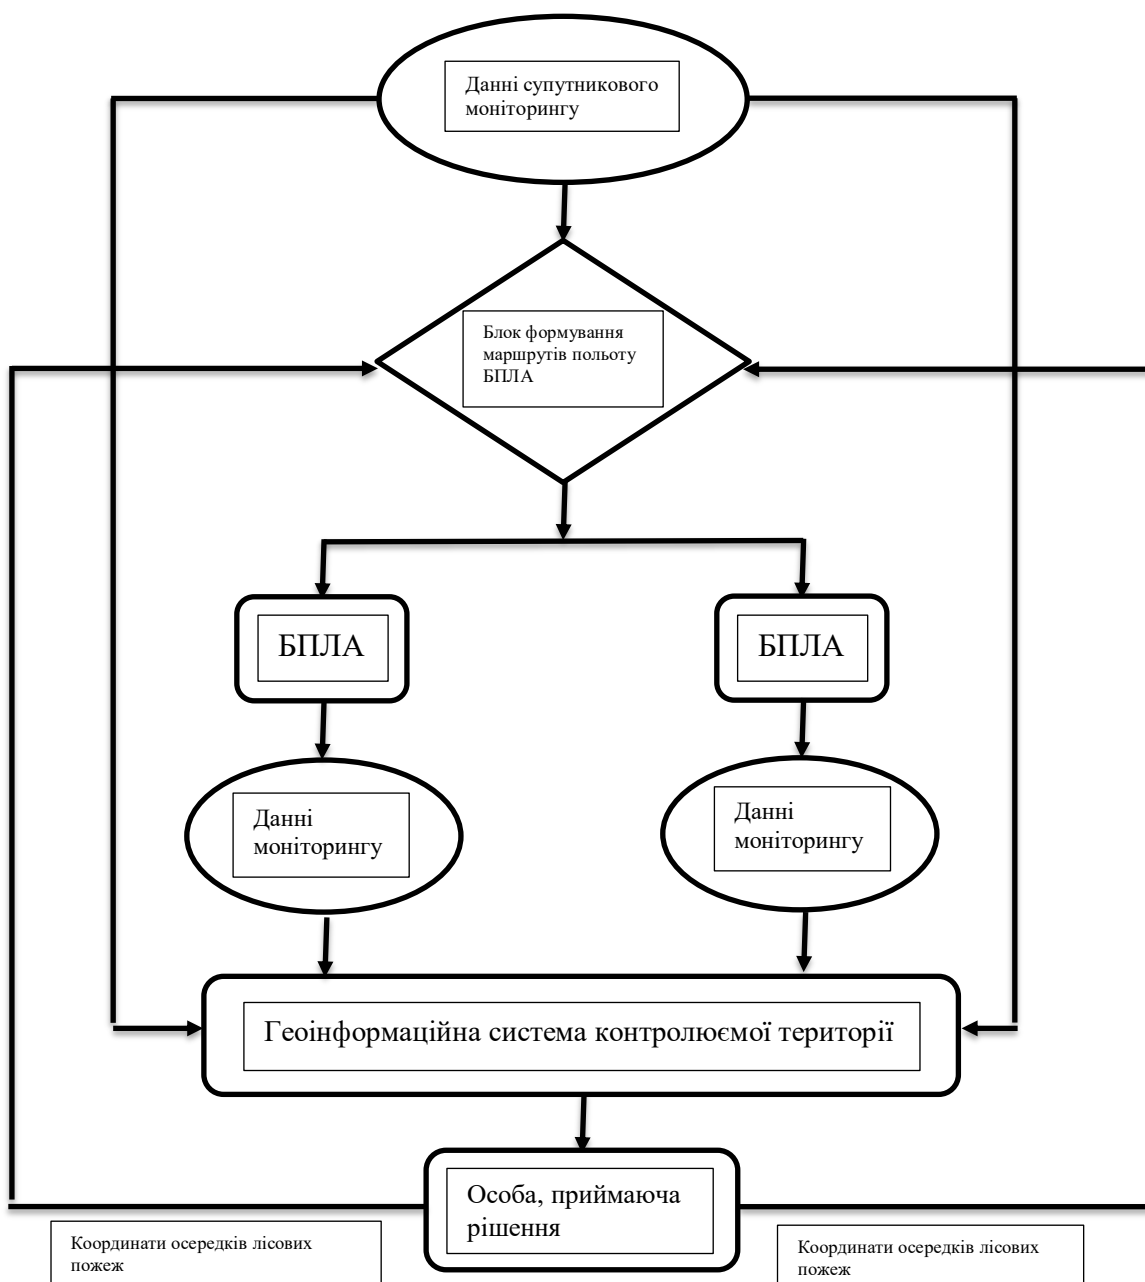 Данні супутникового
моніторингу
Блок формування
маршрутів польоту
БПЛА
БПЛА
БПЛА
Данні
моніторингу
Данні
моніторингу
Геоінформаційна система контролюємої території
Особа, приймаюча
рішення
Координати осередків лісових
пожеж
Координати осередків лісових
пожеж